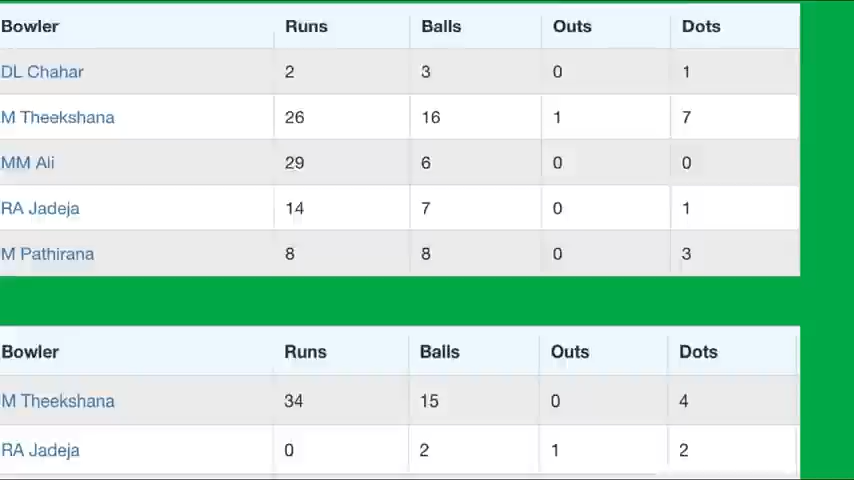 Bowler Runs Balls Outs Dots
DL Chahar 2 3 0 1
M Theekshana 26 16 1 7
MM Ali 29 6 0 0
RA Jadeja 14 7 0 1
M Pathirana 8 8 0 3
Bowler Runs Balls Outs Dots
M Theekshana 34 15 0 4
RA Jadeja 0 2 1 2